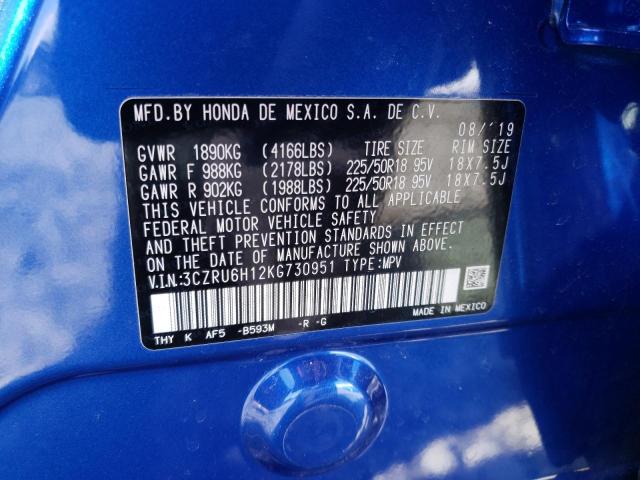 MFD.BY HONDA DE MEXICO S.A. DE C.V.
08/'19
GVWR 1890KG (4166LBS) TIRE SIZE RIM SIZE
GAWR F 988KG (2178LBS) 225/50R18 95V 18X7.5J
GAWR R 902KG (1988LBS) 225/50R18 95V 18X7.5J
THIS VEHICLE CONFORMS TO ALL APPLICABLE
FEDERAL MOTOR VEHICLE SAFETY
AND THEFT PREVENTION STANDARDS IN EFFECT
ON THE DATE OF MANUFACTURE SHOWN ABOVE.
V.I.N:3CZRU6H12KG730951 TYPE:MPV
THY K AF5 -B593M -R -G
MADE IN MEXICO